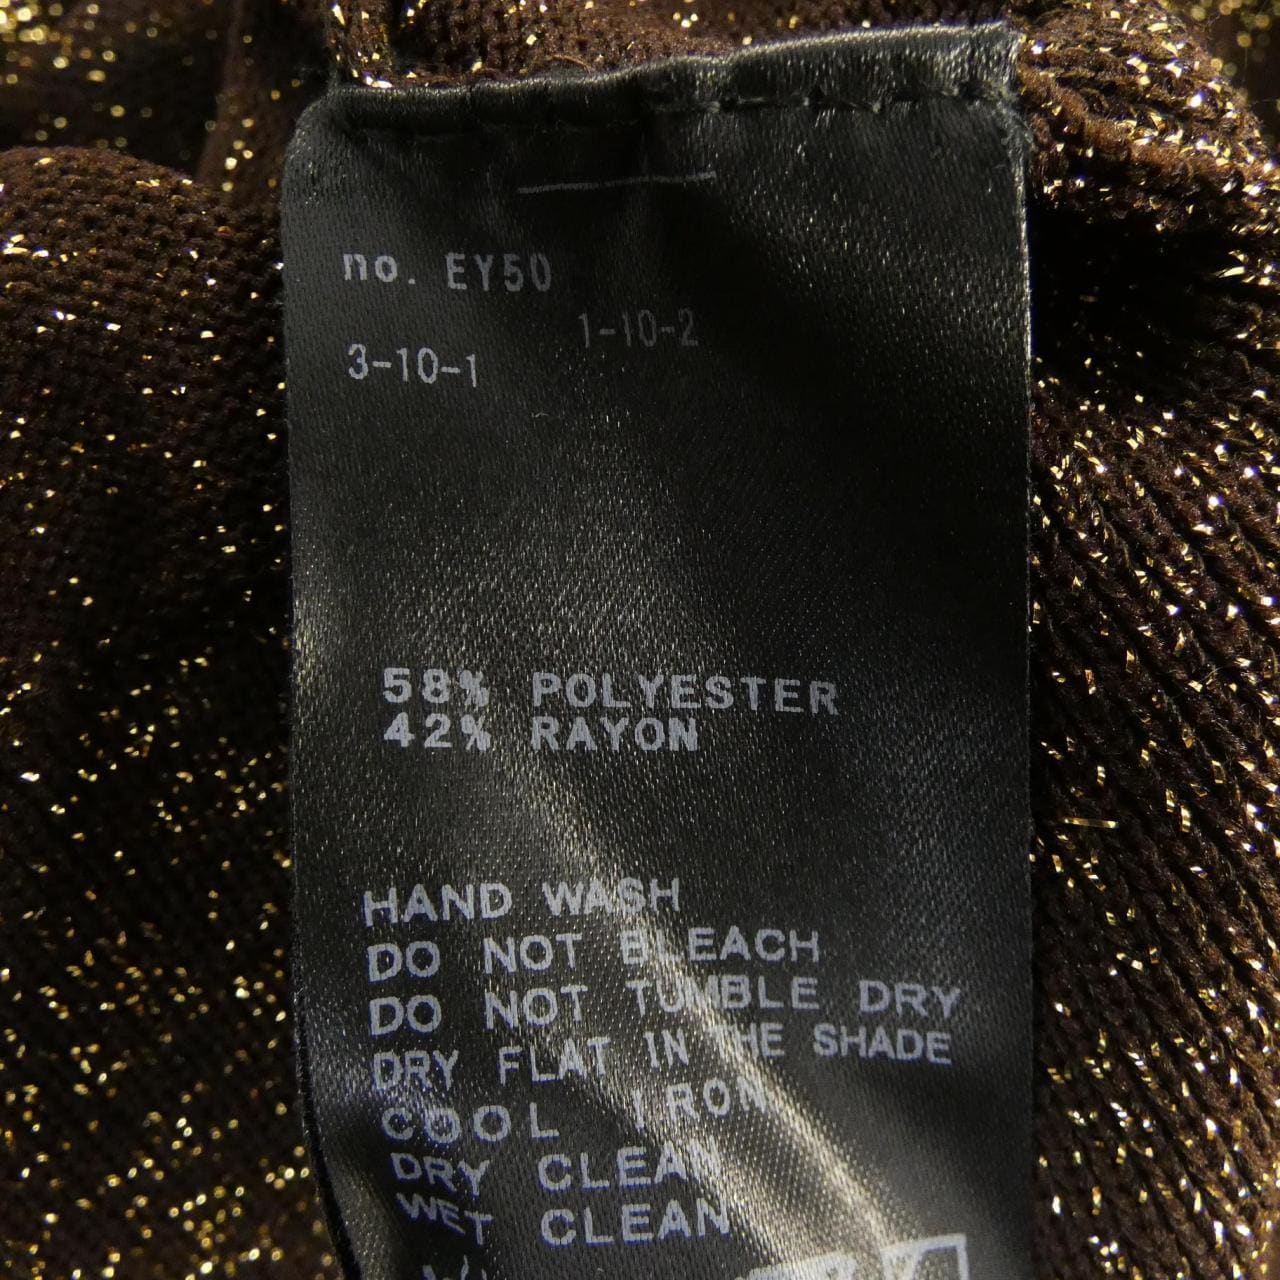 no. EY50
1-10-2
3-10-1
58% POLYESTER
42% RAYON
HAND WASH
DO NOT BLEACH
DO NOT TUMBLE DRY
DRY FLAT IN THE SHADE
COOL IRON
DRY CLEAN
WET CLEAN